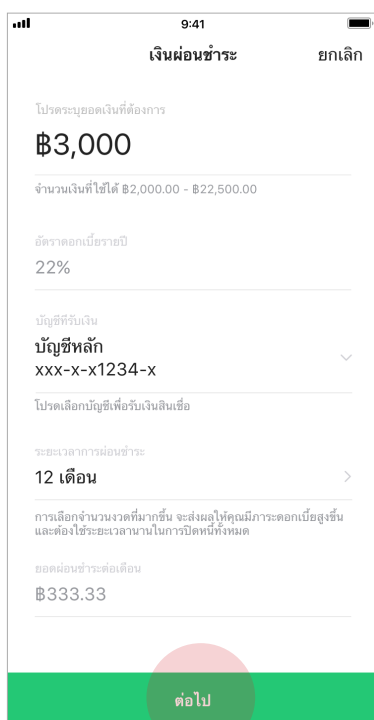 9:41
เงินผ่อนชำระ ยกเลิก
โปรดระบุยอดเงินที่ต้องการ
฿3,000
จำนวนเงินที่ใช้ได้ ฿2,000.00 - ฿22,500.00
อัตราดอกเบี้ยรายปี
22%
บัญชีที่รับเงิน
บัญชีหลัก
xxx-x-x1234-x
โปรดเลือกบัญชีเพื่อรับเงินสินเชื่อ
ระยะเวลาการผ่อนชำระ
12 เดือน
การเลือกจำนวนงวดที่มากขึ้น จะส่งผลให้คุณมีภาระดอกเบี้ยสูงขึ้น
และต้องใช้ระยะเวลานานในการปิดหนี้ทั้งหมด
ยอดผ่อนชำระต่อเดือน
฿333.33
ต่อไป